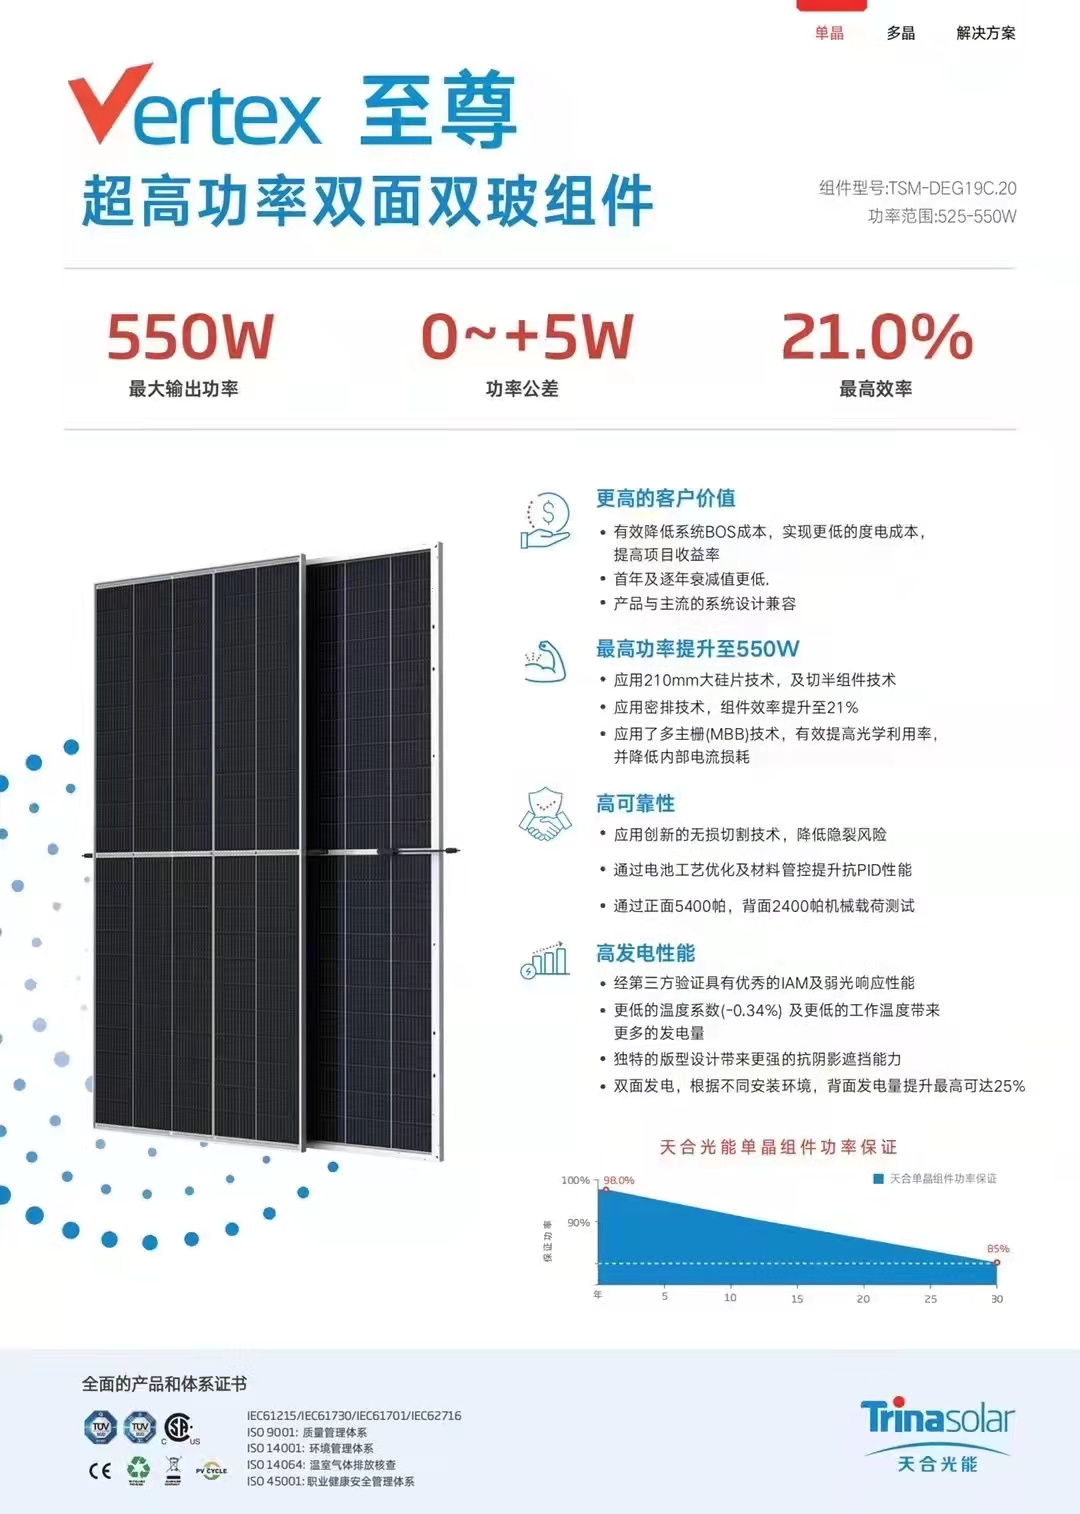 单晶 多晶 解决方案
Vertex 至尊
超高功率双面双玻组件
组件型号:TSM-DEG19C.20
功率范围:525-550W
550W 0~+5W 21.0%
最大输出功率 功率公差 最高效率
更高的客户价值
• 有效降低系统BOS成本，实现更低的度电成本，
提高项目收益率
• 首年及逐年衰减值更低.
• 产品与主流的系统设计兼容
最高功率提升至550W
• 应用210mm大硅片技术，及切半组件技术
• 应用密排技术，组件效率提升至21%
• 应用了多主栅(MBB)技术，有效提高光学利用率，
并降低内部电流损耗
高可靠性
• 应用创新的无损切割技术，降低隐裂风险
• 通过电池工艺优化及材料管控提升抗PID性能
• 通过正面5400帕，背面2400帕机械载荷测试
高发电性能
• 经第三方验证具有优秀的IAM及弱光响应性能
• 更低的温度系数(-0.34%) 及更低的工作温度带来
更多的发电量
• 独特的版型设计带来更强的抗阴影遮挡能力
• 双面发电，根据不同安装环境，背面发电量提升最高可达25%
天合光能单晶组件功率保证
天合单晶组件功率保证
100% 98.0%
90%
保证功率
85%
年 5 10 15 20 25 30
全面的产品和体系证书
IEC61215/IEC61730/IEC61701/IEC62716
ISO 9001: 质量管理体系
ISO 14001: 环境管理体系
ISO 14064: 温室气体排放核查
ISO 45001: 职业健康安全管理体系
TÜV TÜV SA C US
CE PV CYCLE
Trinasolar
天合光能